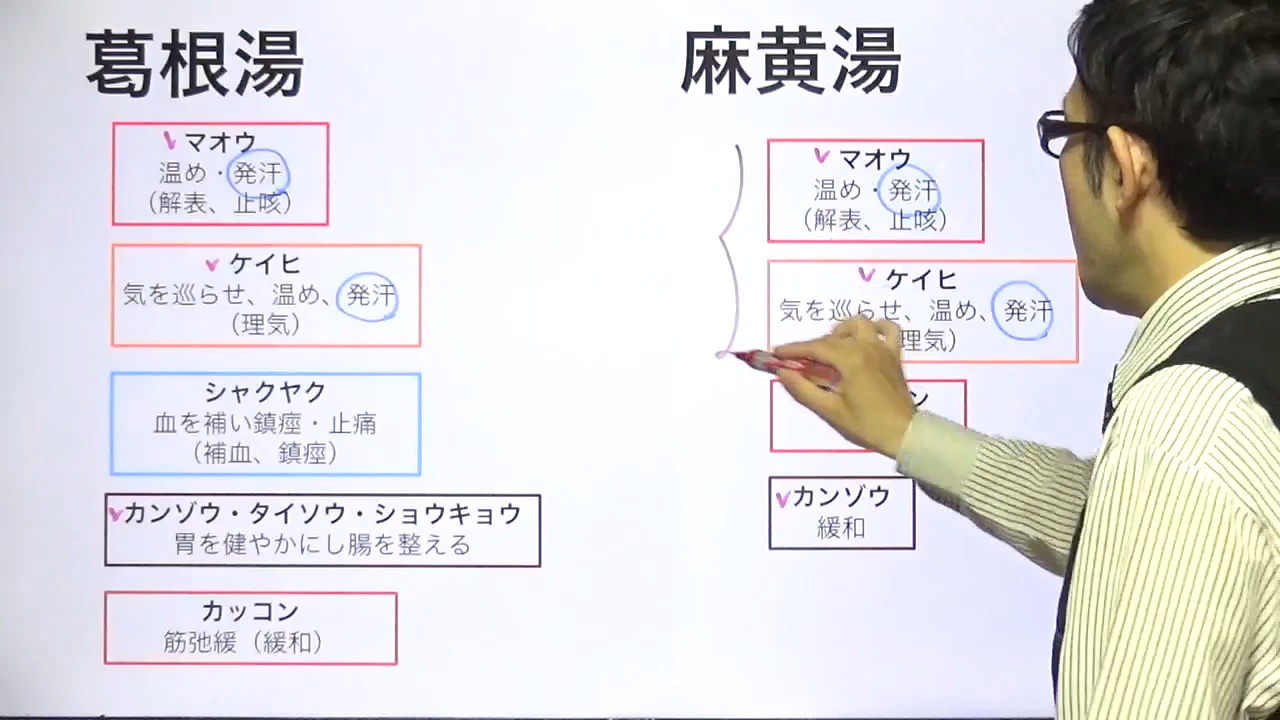 葛根湯
マオウ
温め・発汗
(解表、止咳)
ケイヒ
気を巡らせ、温め、発汗
(理気)
シャクヤク
血を補い鎮痙・止痛
(補血、鎮痙)
カンゾウ・タイソウ・ショウキョウ
胃を健やかにし腸を整える
カッコン
筋弛緩(緩和)
麻黄湯
マオウ
温め・発汗
(解表、止咳)
ケイヒ
気を巡らせ、温め、発汗
理気)
ン
カンゾウ
緩和